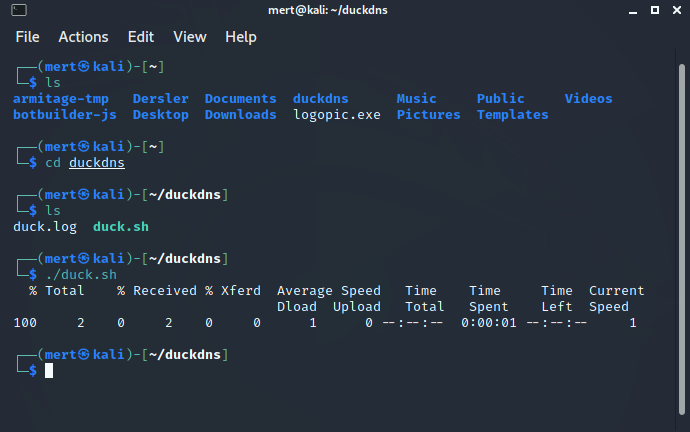 mert@kali: ~/duckdns
File Actions Edit View Help
┌──(mert㉿kali)-[~]
└─$ ls
armitage-tmp Dersler Documents duckdns Music Public Videos
botbuilder-js Desktop Downloads logopic.exe Pictures Templates
┌──(mert㉿kali)-[~]
└─$ cd duckdns
┌──(mert㉿kali)-[~/duckdns]
└─$ ls
duck.log duck.sh
┌──(mert㉿kali)-[~/duckdns]
└─$ ./duck.sh
% Total % Received % Xferd Average Speed Time Time Time Current
Dload Upload Total Spent Left Speed
100 2 0 2 0 0 1 0 --:--:-- 0:00:01 --:--:-- 1
┌──(mert㉿kali)-[~/duckdns]
└─$